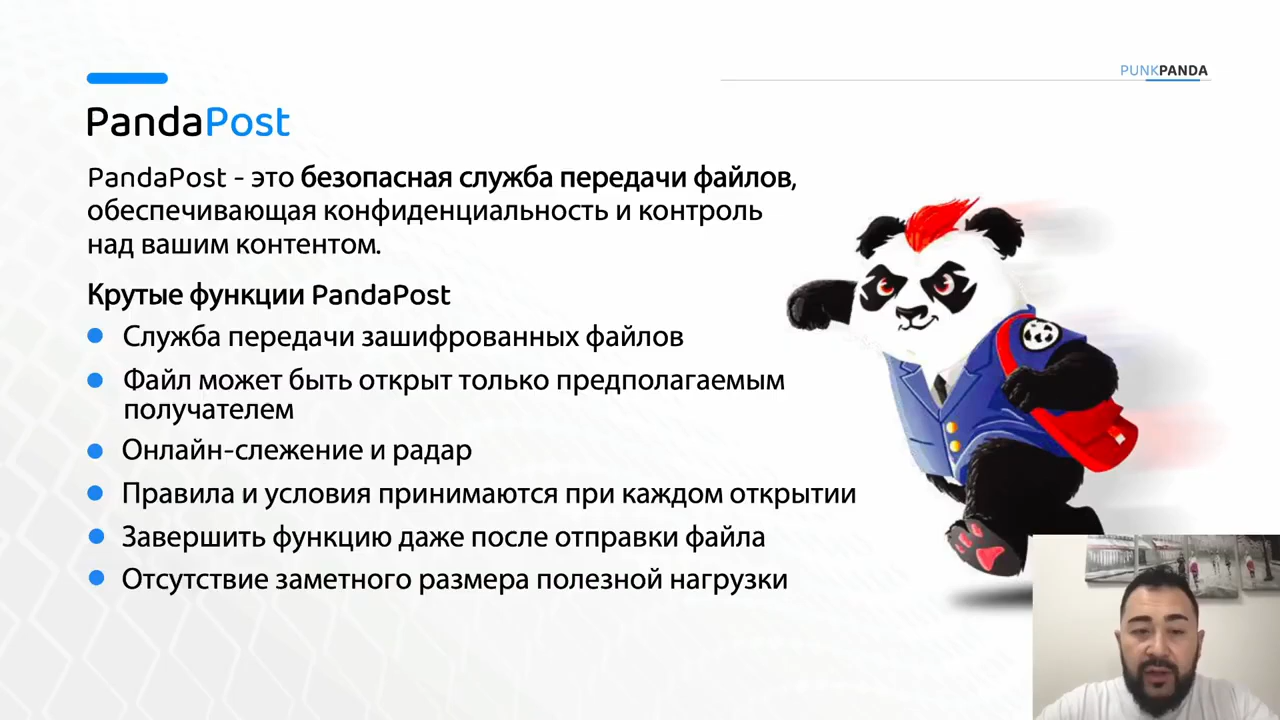 PUNKPANDA
PandaPost
PandaPost - это безопасная служба передачи файлов,
обеспечивающая конфиденциальность и контроль
над вашим контентом.
Крутые функции PandaPost
Служба передачи зашифрованных файлов
Файл может быть открыт только предполагаемым
получателем
Онлайн-слежение и радар
Правила и условия принимаются при каждом открытии
Завершить функцию даже после отправки файла
Отсутствие заметного размера полезной нагрузки